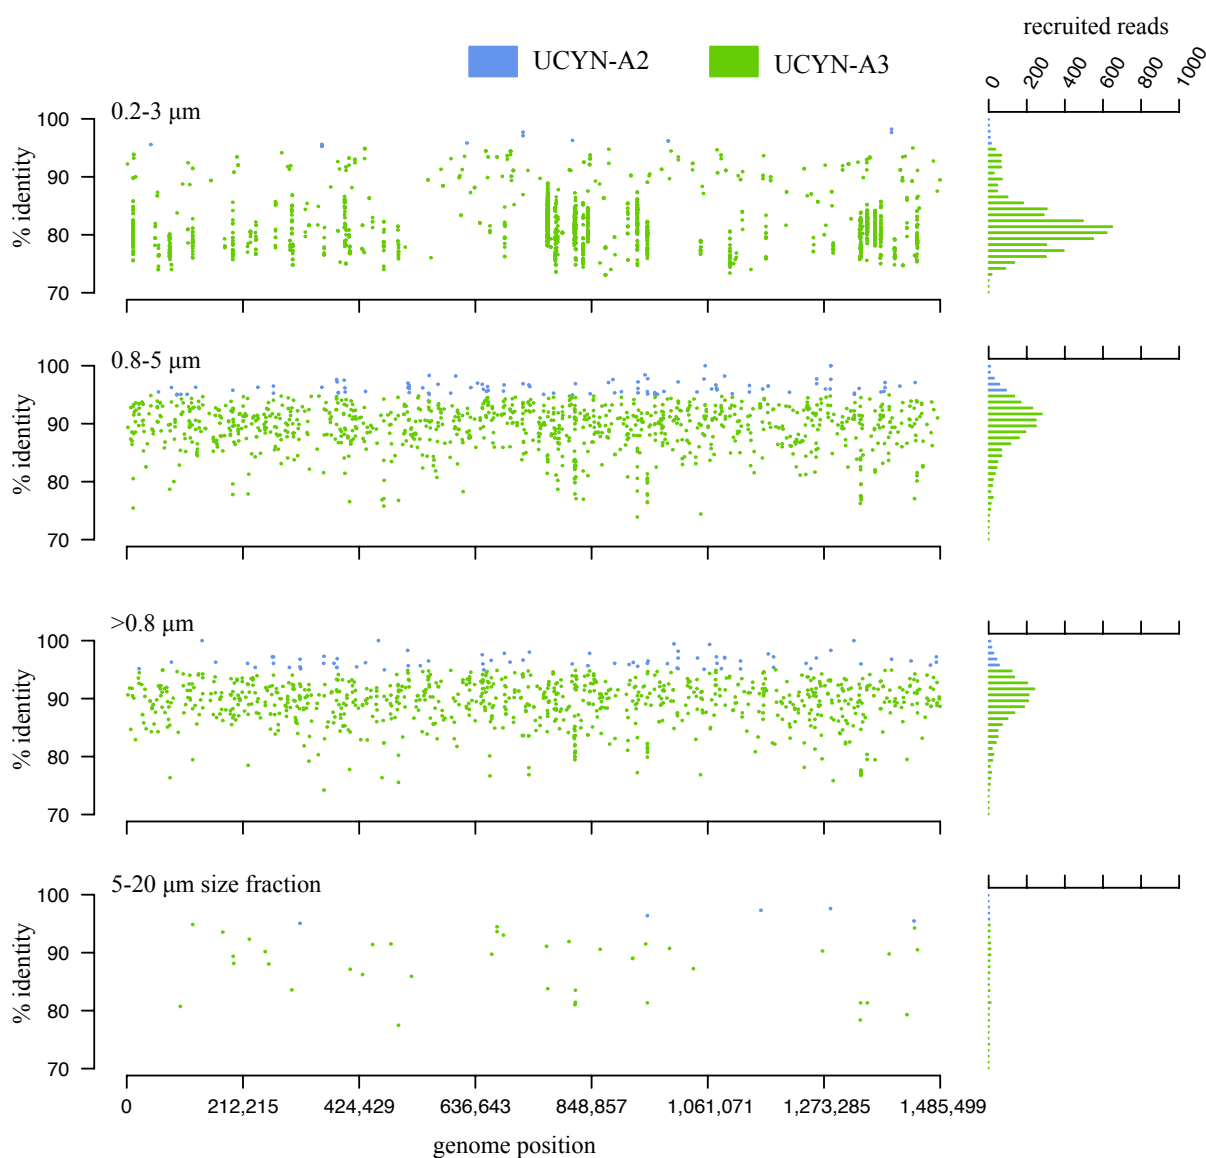 recruited reads
UCYN-A2 UCYN-A3
0 200 400 600 800 1000
0.2-3 μm
100
90
80
70
% identity
0.8-5 μm
100
90
80
70
% identity
>0.8 μm
100
90
80
70
% identity
5-20 μm size fraction
100
90
80
70
% identity
0 212,215 424,429 636,643 848,857 1,061,071 1,273,285 1,485,499
genome position